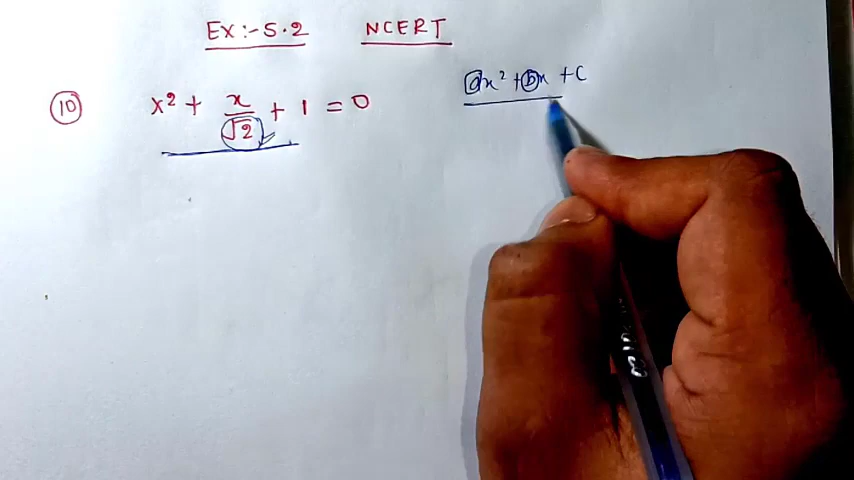 Ex:-5.2 NCERT
ax² + bx + c
(10) x² + x/√2 + 1 = 0